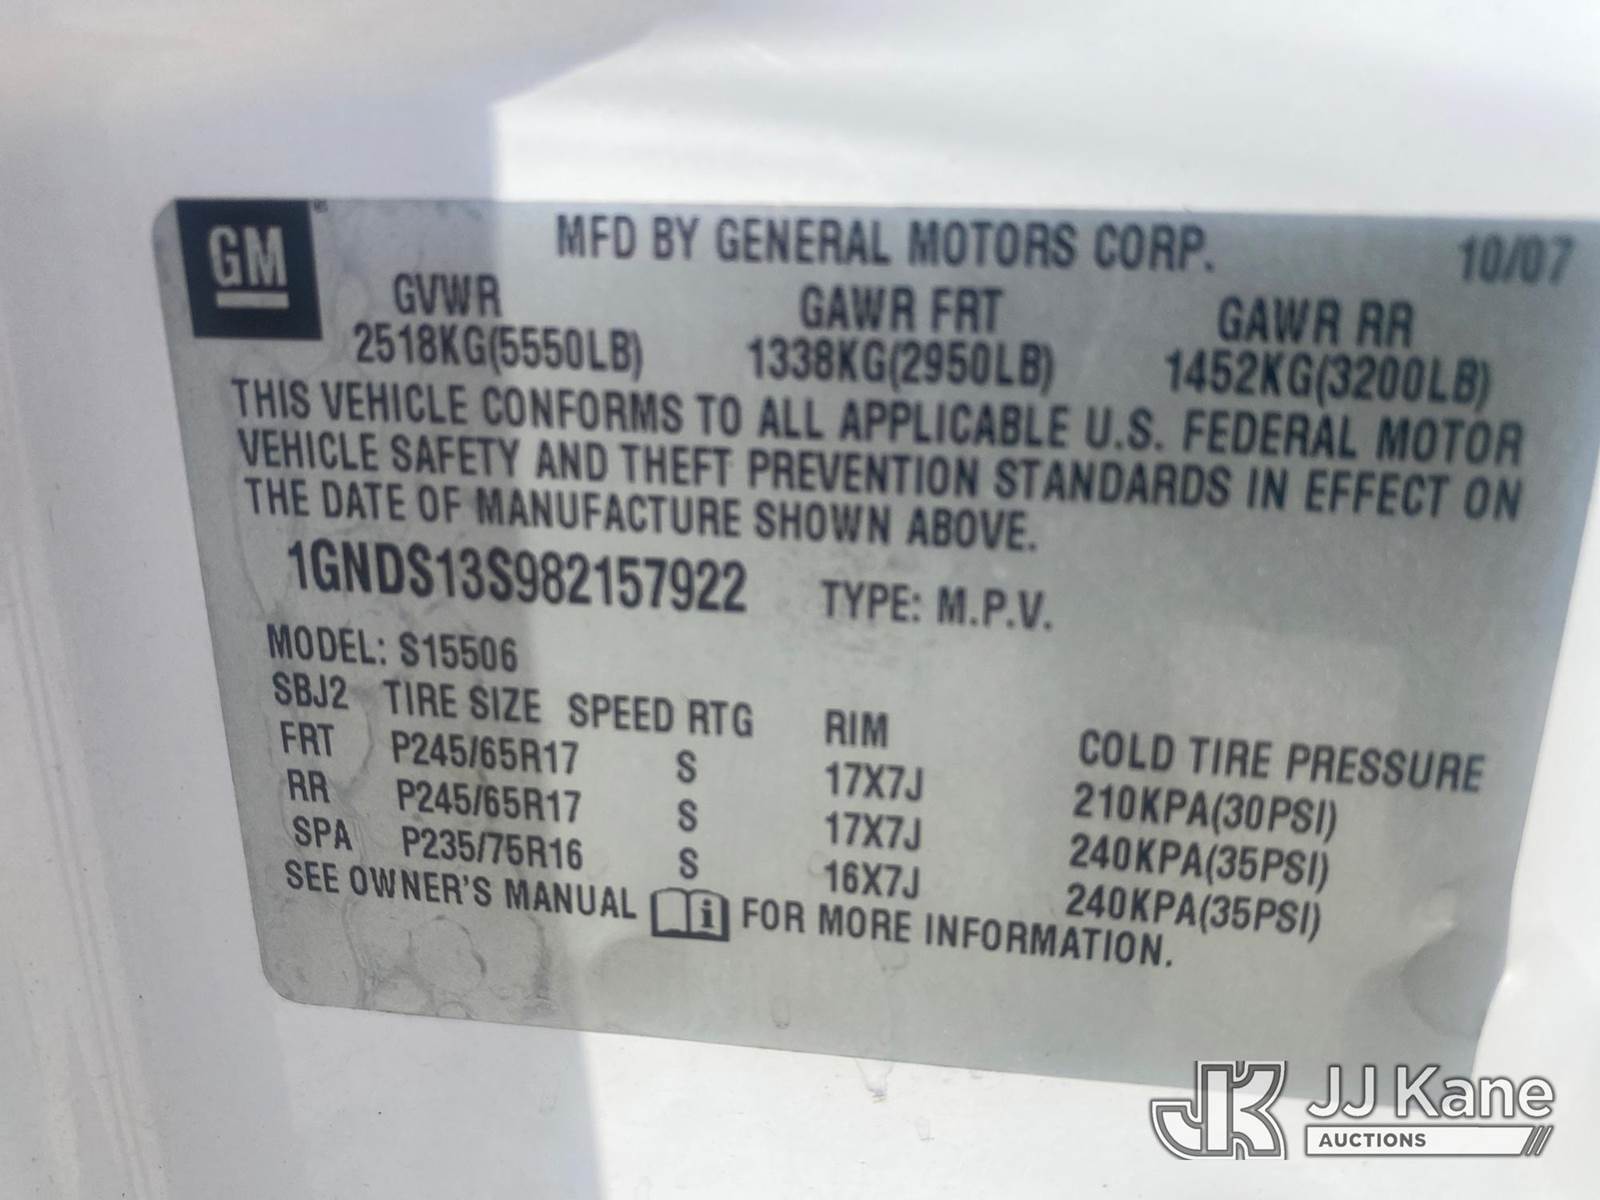 GM
MFD BY GENERAL MOTORS CORP. 10/07
GVWR GAWR FRT GAWR RR
2518KG(5550LB) 1338KG(2950LB) 1452KG(3200LB)
THIS VEHICLE CONFORMS TO ALL APPLICABLE U.S. FEDERAL MOTOR
VEHICLE SAFETY AND THEFT PREVENTION STANDARDS IN EFFECT ON
THE DATE OF MANUFACTURE SHOWN ABOVE.
1GNDS13S982157922 TYPE: M.P.V.
MODEL: S15506
SBJ2 TIRE SIZE SPEED RTG RIM COLD TIRE PRESSURE
FRT P245/65R17 S 17X7J 210KPA(30PSI)
RR P245/65R17 S 17X7J 240KPA(35PSI)
SPA P235/75R16 S 16X7J 240KPA(35PSI)
SEE OWNER'S MANUAL i FOR MORE INFORMATION.
JK JJ Kane
AUCTIONS